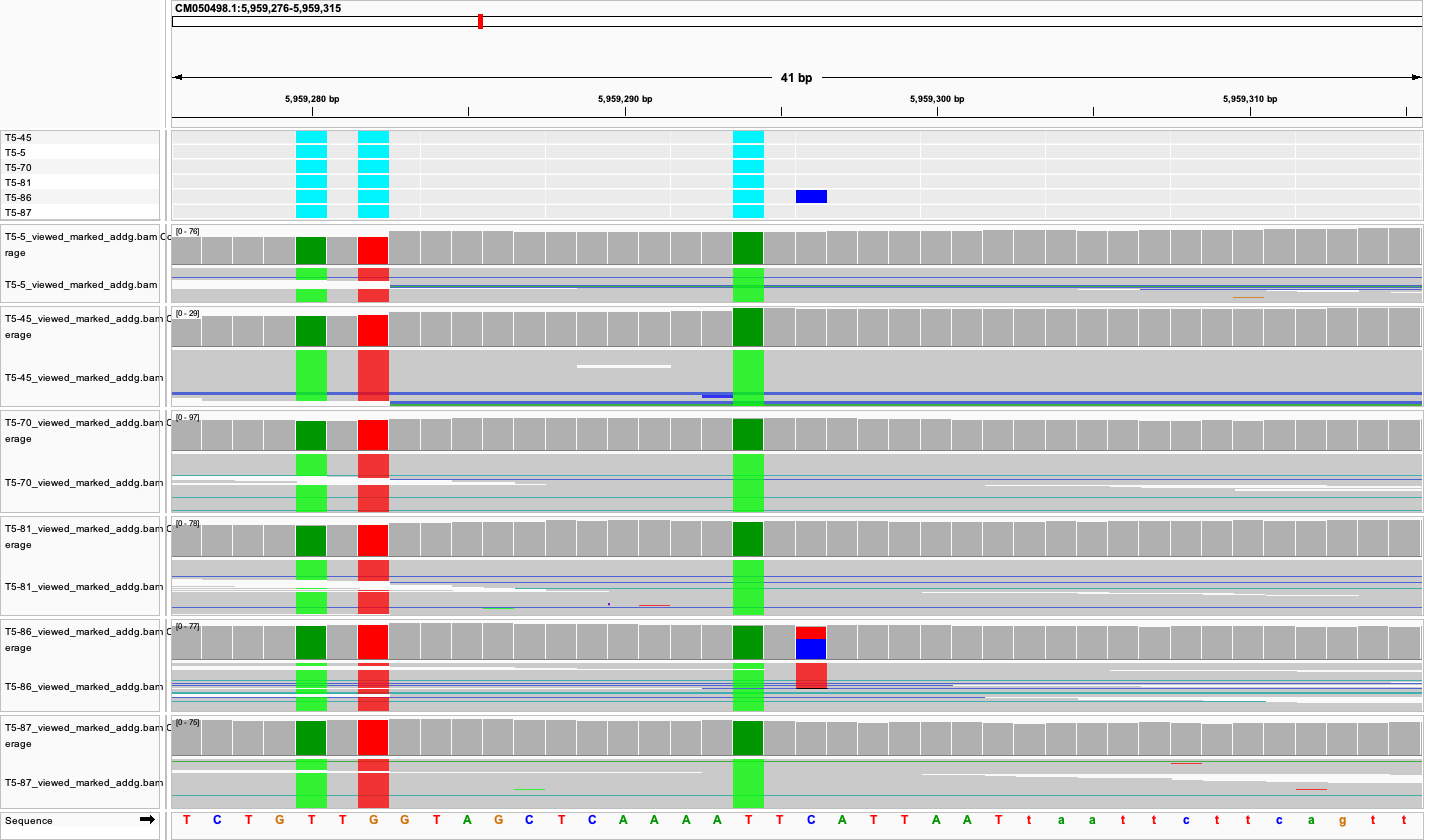 CM050498.1:5,959,276-5,959,315
41 bp
5,959,280 bp 5,959,290 bp 5,959,300 bp 5,959,310 bp
T5-45
T5-5
T5-70
T5-81
T5-86
T5-87
T5-5_viewed_marked_addg.bam Co
rage
[0 - 76]
T5-5_viewed_marked_addg.bam
T5-45_viewed_marked_addg.bam C
erage
[0 - 29]
T5-45_viewed_marked_addg.bam
T5-70_viewed_marked_addg.bam C
erage
[0 - 97]
T5-70_viewed_marked_addg.bam
T5-81_viewed_marked_addg.bam C
erage
[0 - 78]
T5-81_viewed_marked_addg.bam
T5-86_viewed_marked_addg.bam C
erage
[0 - 77]
T5-86_viewed_marked_addg.bam
T5-87_viewed_marked_addg.bam C
erage
[0 - 75]
T5-87_viewed_marked_addg.bam
Sequence T C T G T T G G T A G C T C A A A A T T C A T T A A T t a a t t c t t c a g t t